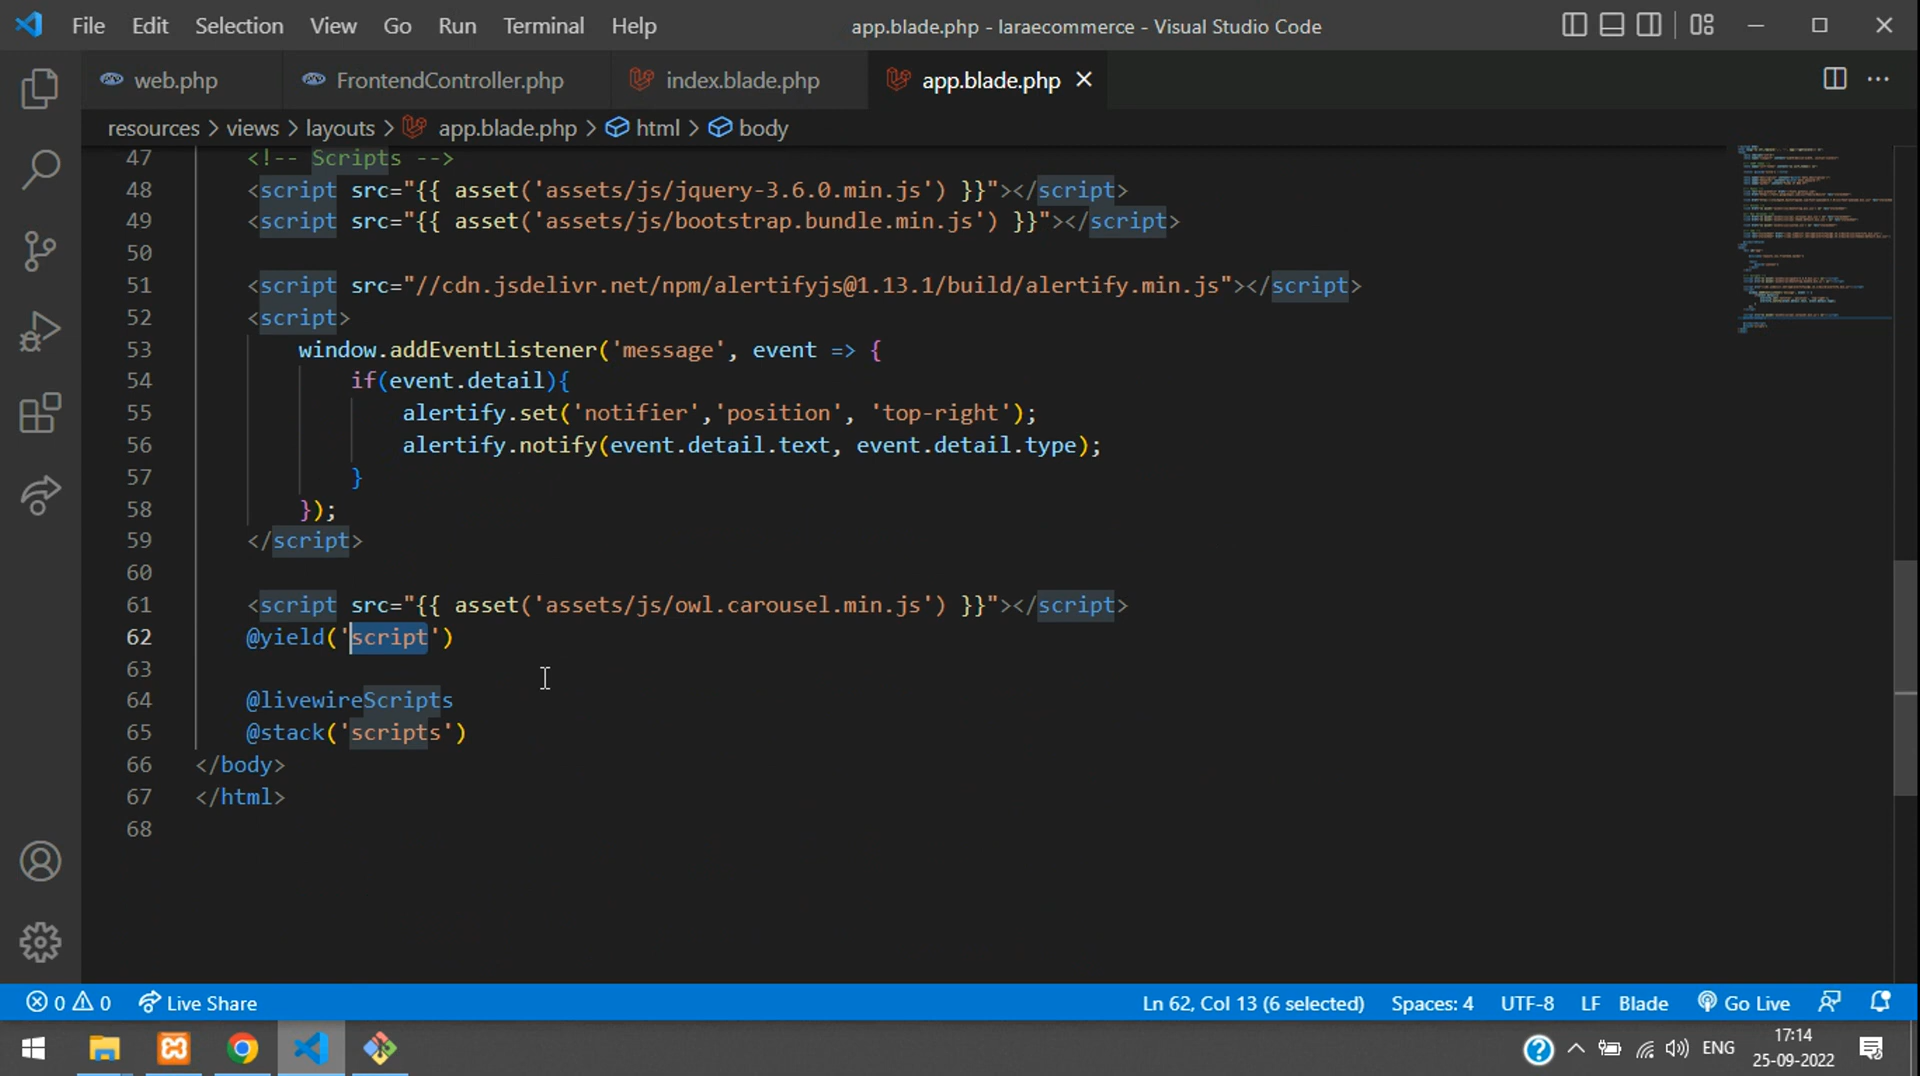 File Edit Selection View Go Run Terminal Help app.blade.php - laraecommerce - Visual Studio Code
web.php FrontendController.php index.blade.php app.blade.php
resources > views > layouts > app.blade.php > html > body
47 <!-- Scripts -->
48 <script src="{{ asset('assets/js/jquery-3.6.0.min.js') }}"></script>
49 <script src="{{ asset('assets/js/bootstrap.bundle.min.js') }}"></script>
50
51 <script src="//cdn.jsdelivr.net/npm/alertifyjs@1.13.1/build/alertify.min.js"></script>
52 <script>
53 window.addEventListener('message', event => {
54 if(event.detail){
55 alertify.set('notifier','position', 'top-right');
56 alertify.notify(event.detail.text, event.detail.type);
57 }
58 });
59 </script>
60
61 <script src="{{ asset('assets/js/owl.carousel.min.js') }}"></script>
62 @yield('script')
63
64 @livewireScripts
65 @stack('scripts')
66 </body>
67 </html>
68
0 0 Live Share Ln 62, Col 13 (6 selected) Spaces: 4 UTF-8 LF Blade Go Live
ENG 17:14
25-09-2022